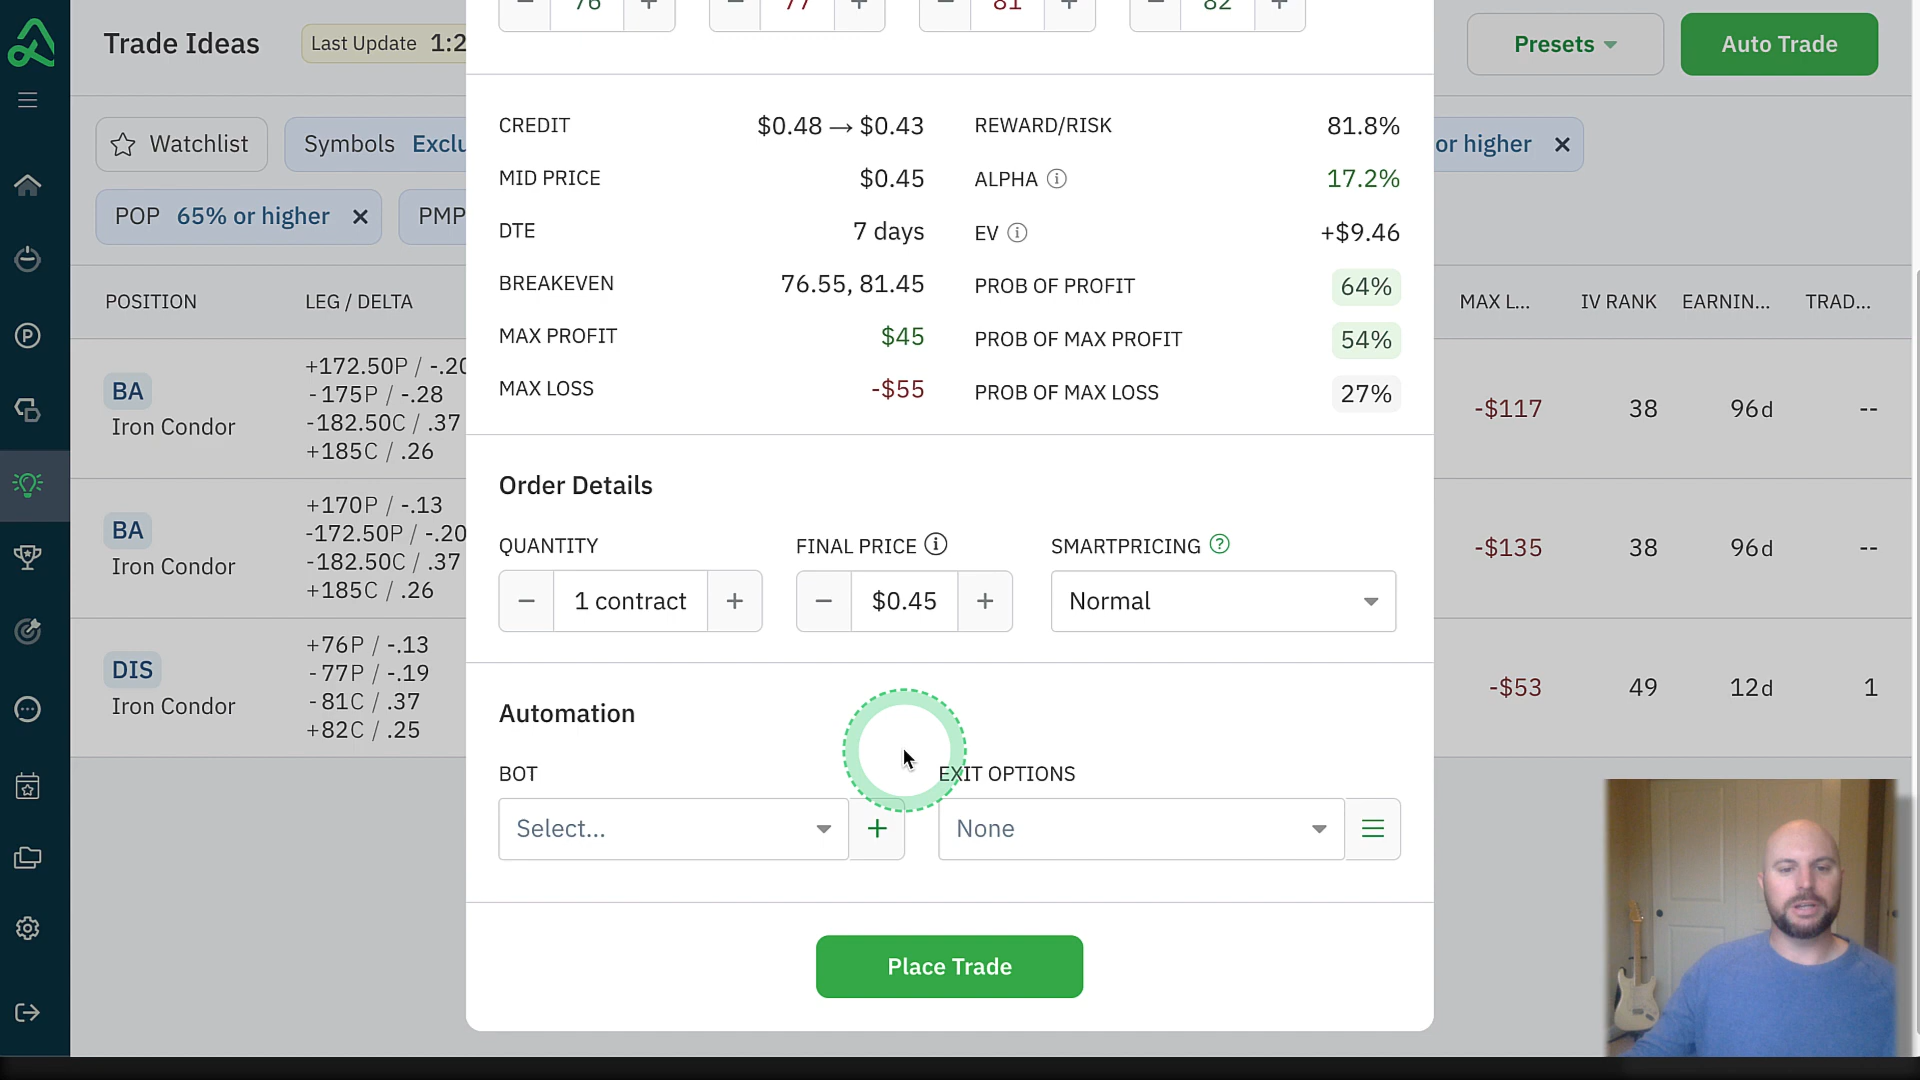 76 77 81 82
Trade Ideas
Last Update 1:2
Presets
Auto Trade
Watchlist
Symbols Exclu
or higher
POP 65% or higher
PMP
CREDIT $0.48 → $0.43
MID PRICE $0.45
DTE 7 days
BREAKEVEN 76.55, 81.45
MAX PROFIT $45
MAX LOSS -$55
REWARD/RISK 81.8%
ALPHA 17.2%
EV +$9.46
PROB OF PROFIT 64%
PROB OF MAX PROFIT 54%
PROB OF MAX LOSS 27%
POSITION LEG / DELTA MAX L... IV RANK EARNIN... TRAD...
BA
Iron Condor
+172.50P / -.20
-175P / -.28
-182.50C / .37
+185C / .26
-$117 38 96d --
BA
Iron Condor
+170P / -.13
-172.50P / -.20
-182.50C / .37
+185C / .26
-$135 38 96d --
DIS
Iron Condor
+76P / -.13
-77P / -.19
-81C / .37
+82C / .25
-$53 49 12d 1
Order Details
QUANTITY FINAL PRICE SMARTPRICING
− 1 contract + − $0.45 + Normal
Automation
BOT EXIT OPTIONS
Select... + None
Place Trade